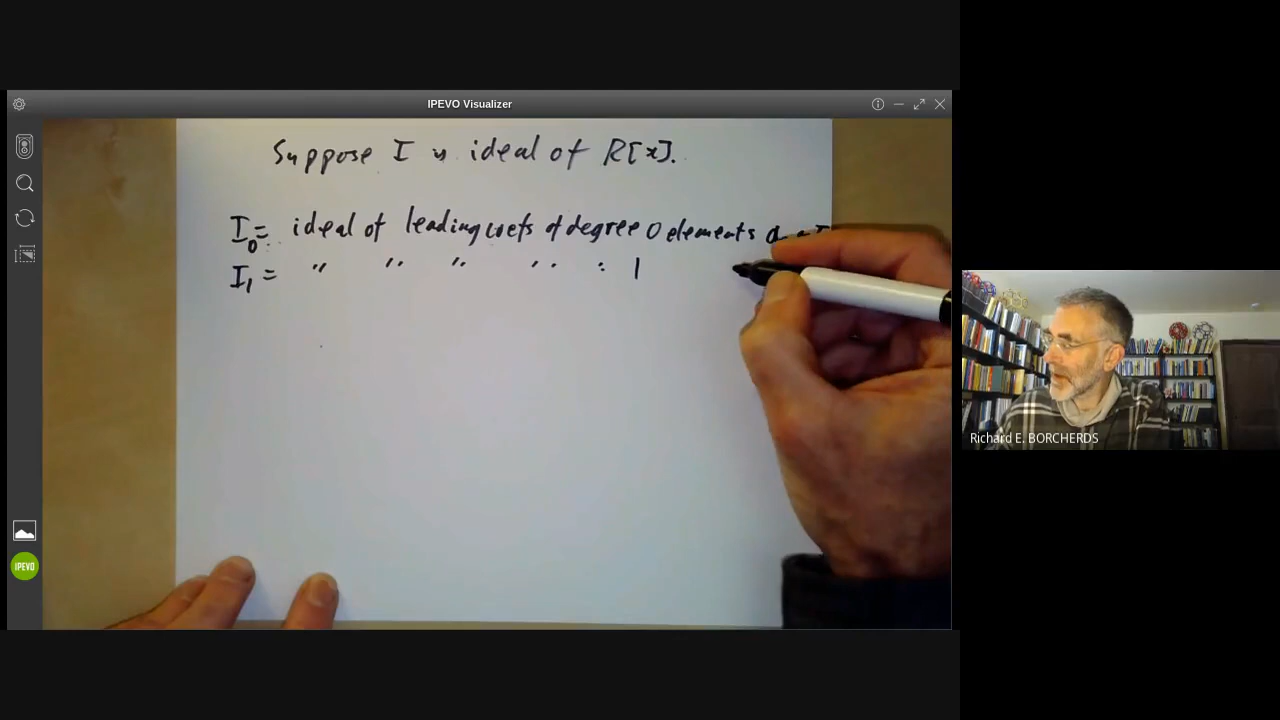 IPEVO Visualizer
Suppose I is ideal of R[x].
I₀ = ideal of leading coefs of degree 0 elements
I₁ = " " " " : 1
IPEVO
Richard E. BORCHERDS